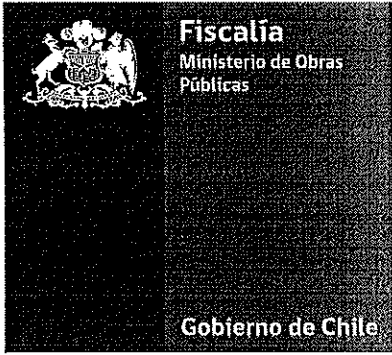 Fiscalía
Ministerio de Obras
Públicas
Gobierno de Chile